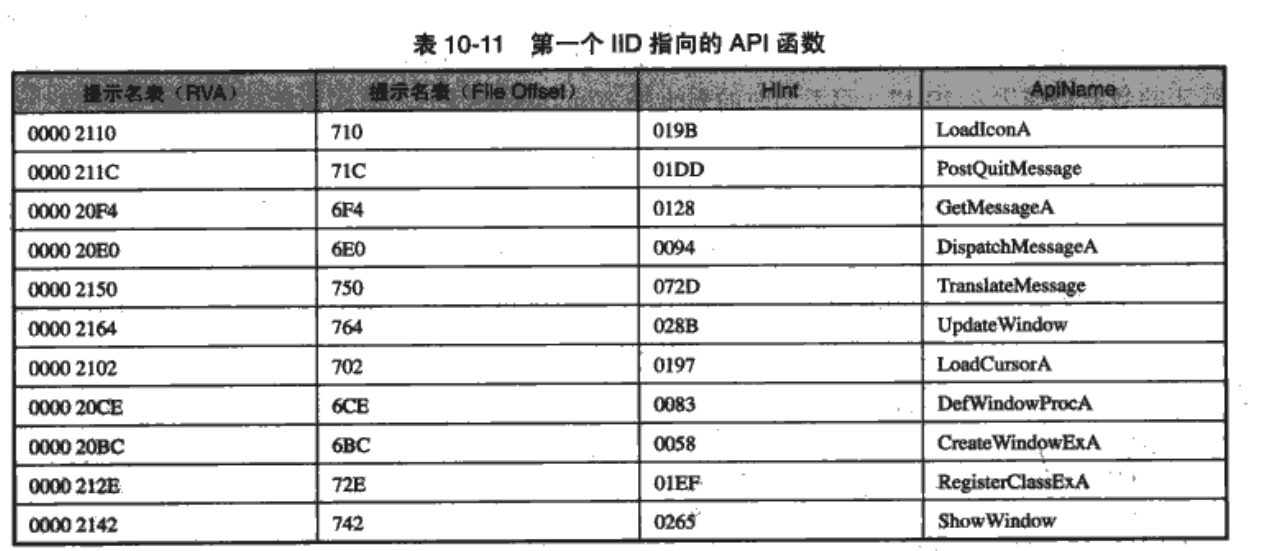 表 10-11 第一个 IID 指向的 API 函数
提示名表（RVA） 提示名表（File Offset） Hint ApiName
0000 2110 710 019B LoadIconA
0000 211C 71C 01DD PostQuitMessage
0000 20F4 6F4 0128 GetMessageA
0000 20E0 6E0 0094 DispatchMessageA
0000 2150 750 072D TranslateMessage
0000 2164 764 028B UpdateWindow
0000 2102 702 0197 LoadCursorA
0000 20CE 6CE 0083 DefWindowProcA
0000 20BC 6BC 0058 CreateWindowExA
0000 212E 72E 01EF RegisterClassExA
0000 2142 742 0265 ShowWindow